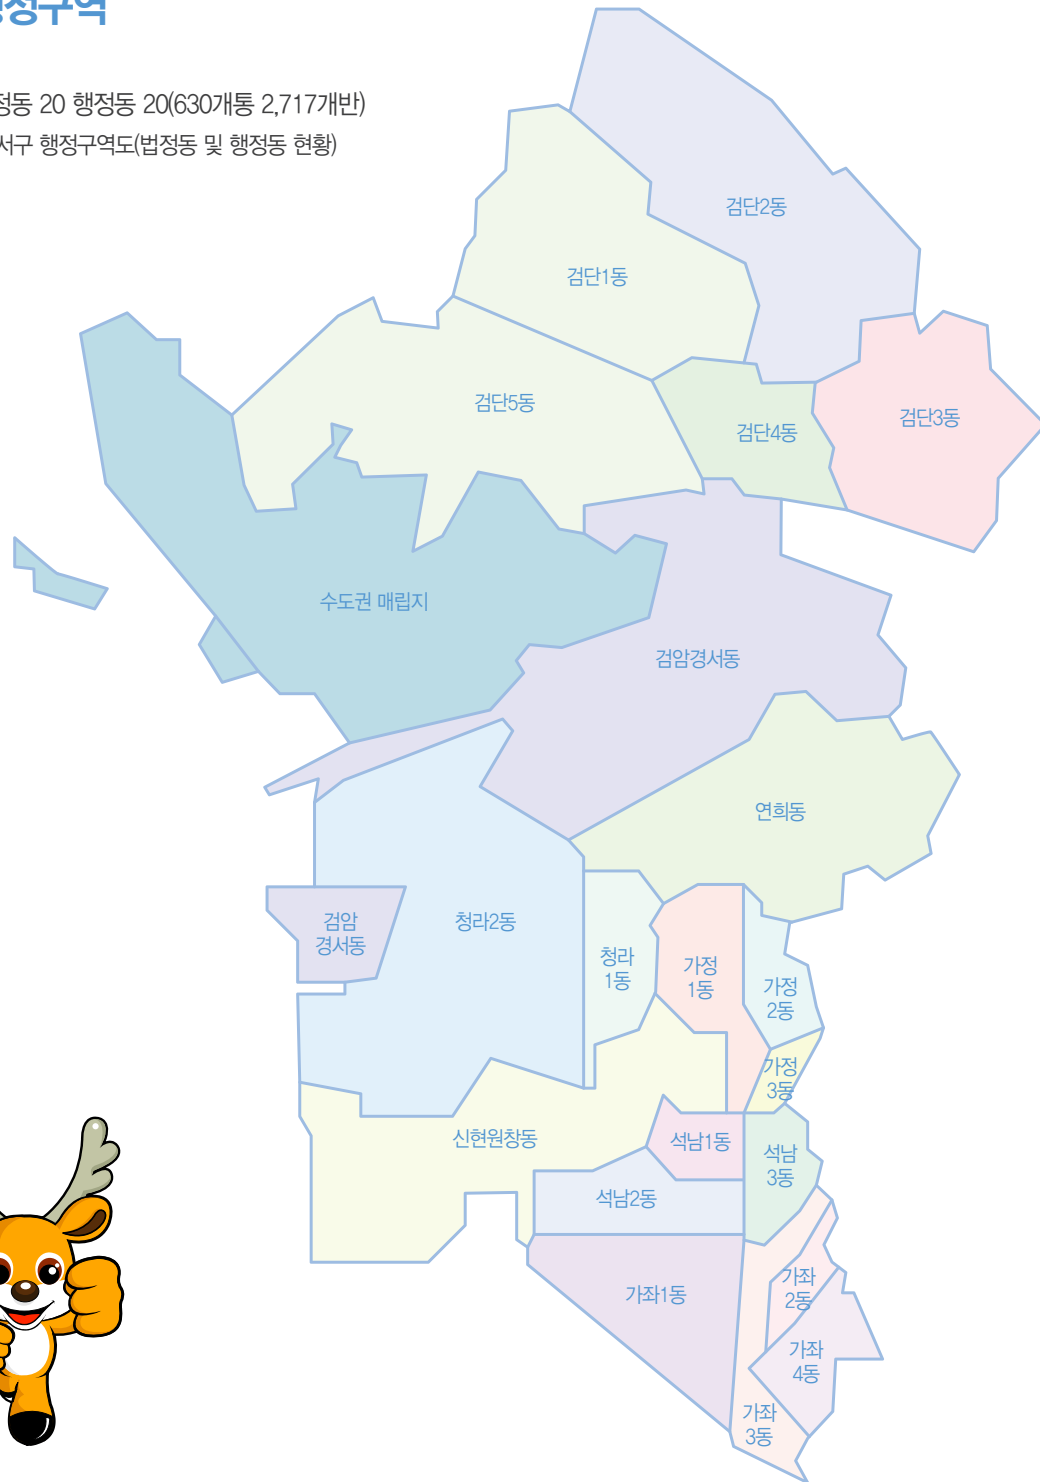 정구역
정동 20 행정동 20(630개통 2,717개반)
서구 행정구역도(법정동 및 행정동 현황)
검단2동
검단1동
검단5동
검단4동
검단3동
수도권 매립지
검암경서동
연희동
검암
경서동
청라2동
청라
1동
가정
1동
가정
2동
가정
3동
신현원창동
석남1동
석남
3동
석남2동
가좌1동
가좌
2동
가좌
4동
가좌
3동